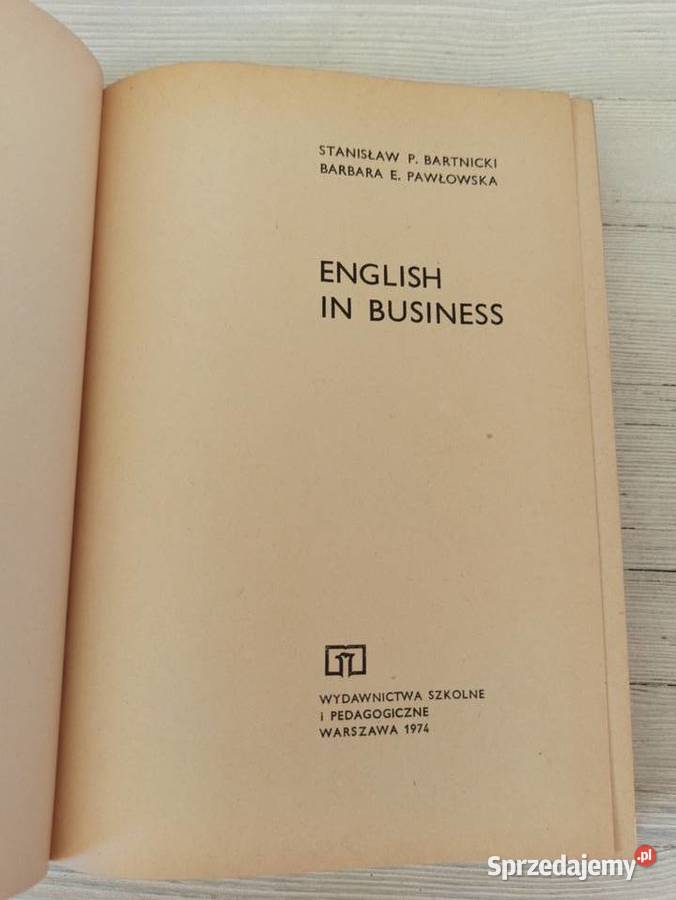 STANISŁAW P. BARTNICKI
BARBARA E. PAWŁOWSKA
ENGLISH
IN BUSINESS
WYDAWNICTWA SZKOLNE
I PEDAGOGICZNE
WARSZAWA 1974
Sprzedajemy.pl